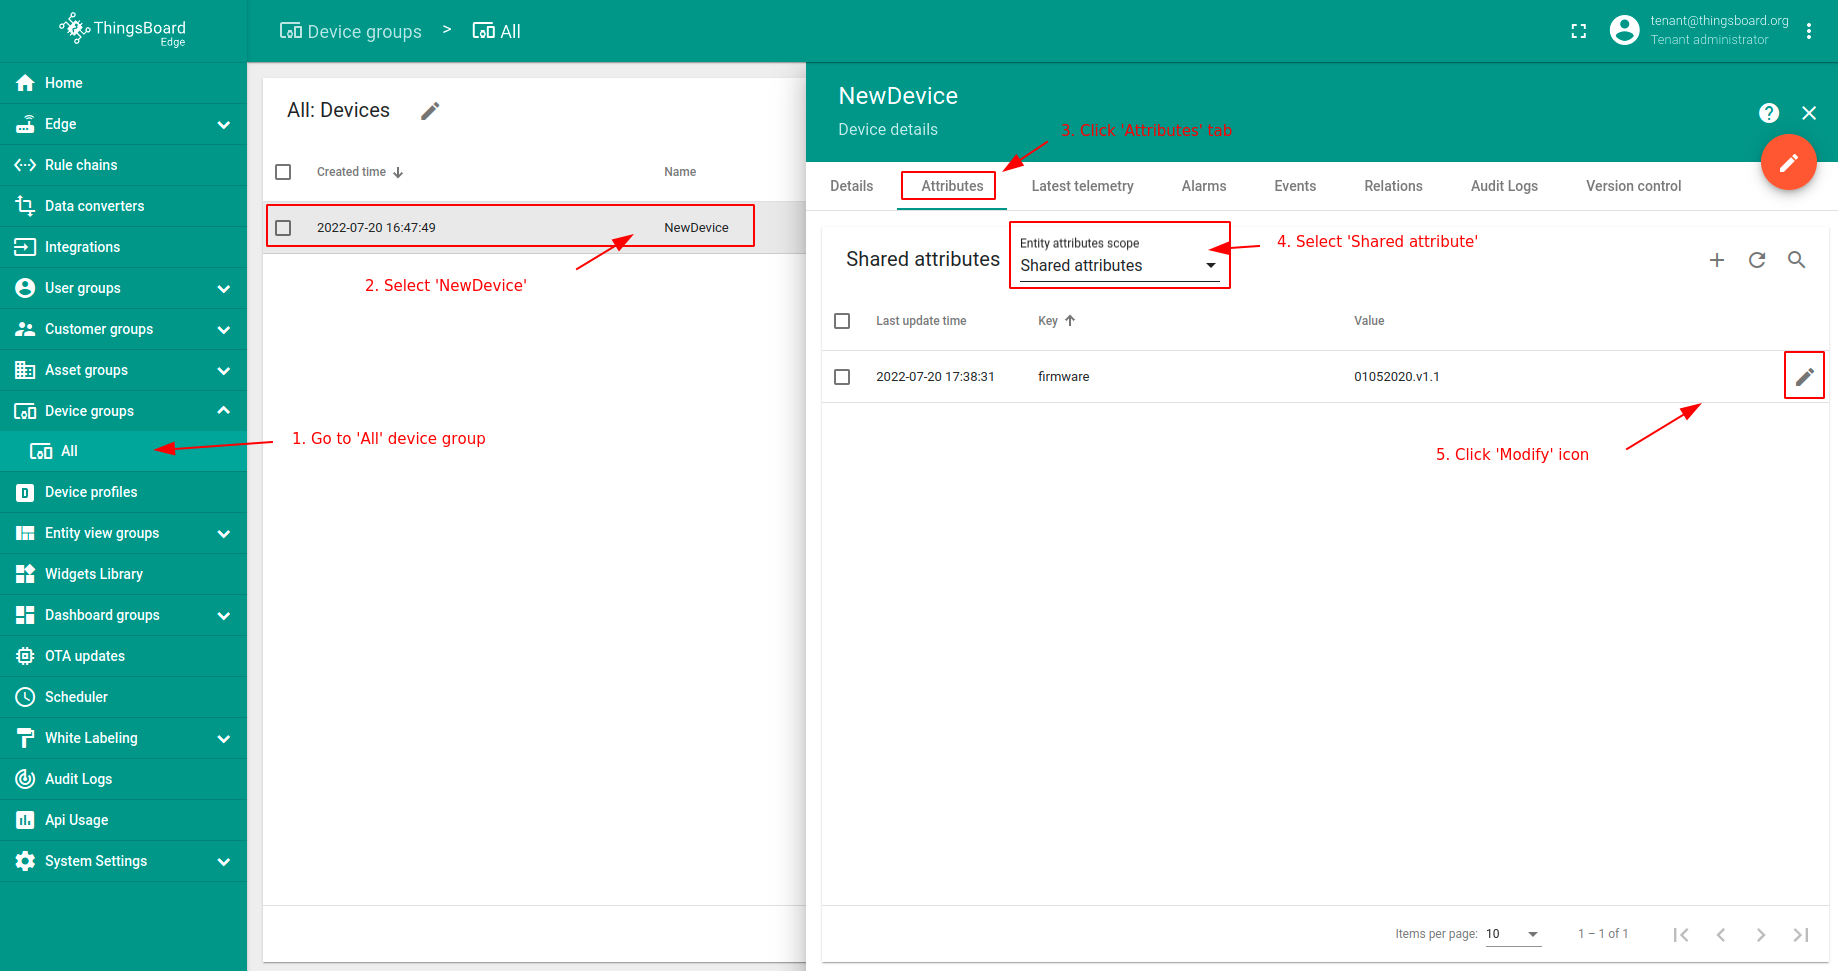 ThingsBoard
Edge
Device groups > All
tenant@thingsboard.org
Tenant administrator
Home
Edge
Rule chains
Data converters
Integrations
User groups
Customer groups
Asset groups
Device groups
All
Device profiles
Entity view groups
Widgets Library
Dashboard groups
OTA updates
Scheduler
White Labeling
Audit Logs
Api Usage
System Settings
All: Devices
Created time
Name
2022-07-20 16:47:49
NewDevice
2. Select 'NewDevice'
1. Go to 'All' device group
NewDevice
Device details
3. Click 'Attributes' tab
Details
Attributes
Latest telemetry
Alarms
Events
Relations
Audit Logs
Version control
Shared attributes
Entity attributes scope
Shared attributes
4. Select 'Shared attribute'
Last update time
Key
Value
2022-07-20 17:38:31
firmware
01052020.v1.1
5. Click 'Modify' icon
Items per page: 10
1 – 1 of 1